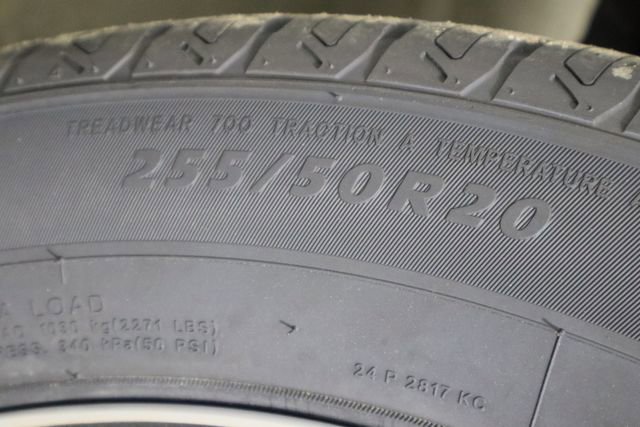 TREADWEAR 700 TRACTION A TEMPERATURE
255/50R20
LOAD
1030 kg(2271 LBS)
340 kPa(50 PSI)
24 P 2817 KC